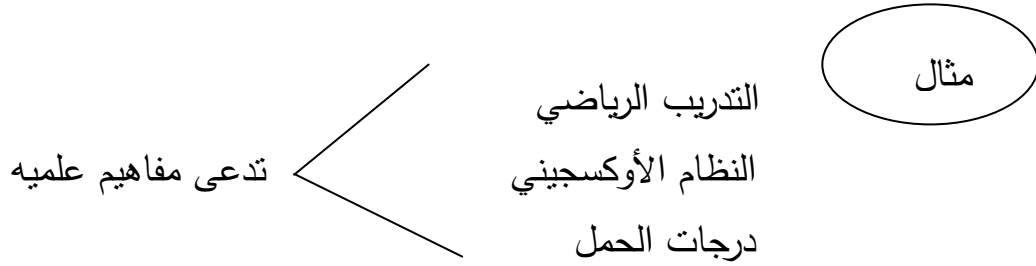 مثال
التدريب الرياضي
النظام الأوكسجيني
تدعى مفاهيم علميه
درجات الحمل